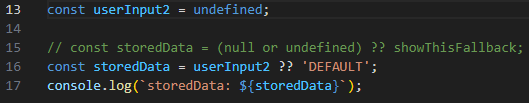 13 const userInput2 = undefined;
14
15 // const storedData = (null or undefined) ?? showThisFallback;
16 const storedData = userInput2 ?? 'DEFAULT';
17 console.log(`storedData: ${storedData}`);